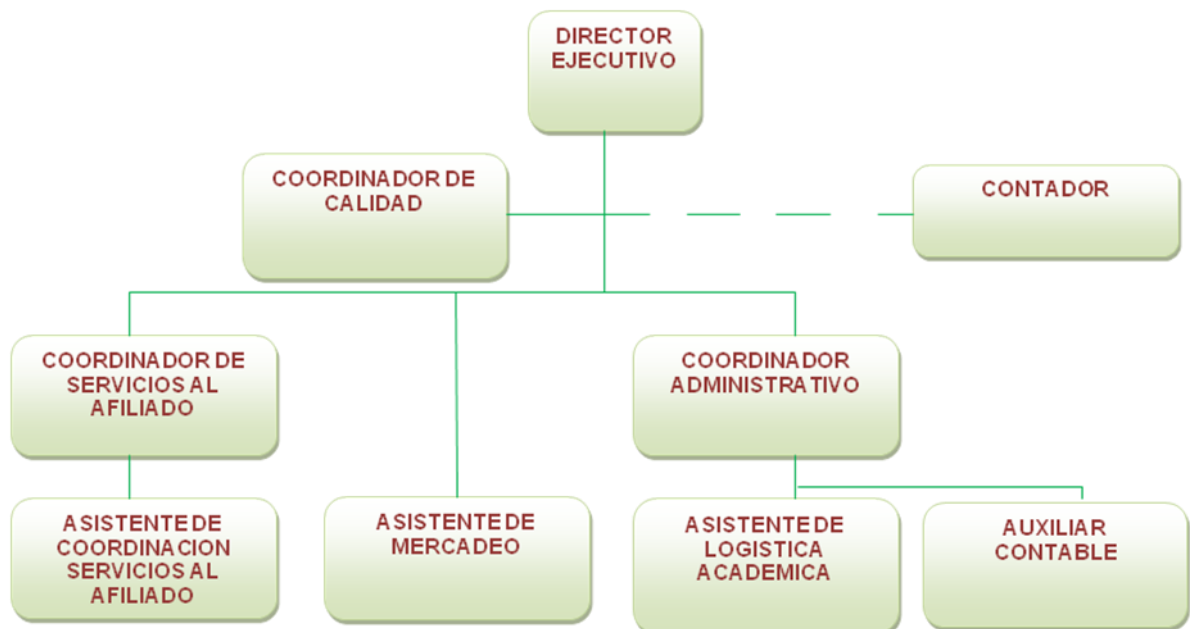 DIRECTOR
EJECUTIVO
COORDINADOR DE
CALIDAD
CONTADOR
COORDINADOR DE
SERVICIOS AL
AFILIADO
COORDINADOR
ADMINISTRATIVO
ASISTENTE DE
COORDINACION
SERVICIOS AL
AFILIADO
ASISTENTE DE
MERCADEO
ASISTENTE DE
LOGISTICA
ACADEMICA
AUXILIAR
CONTABLE